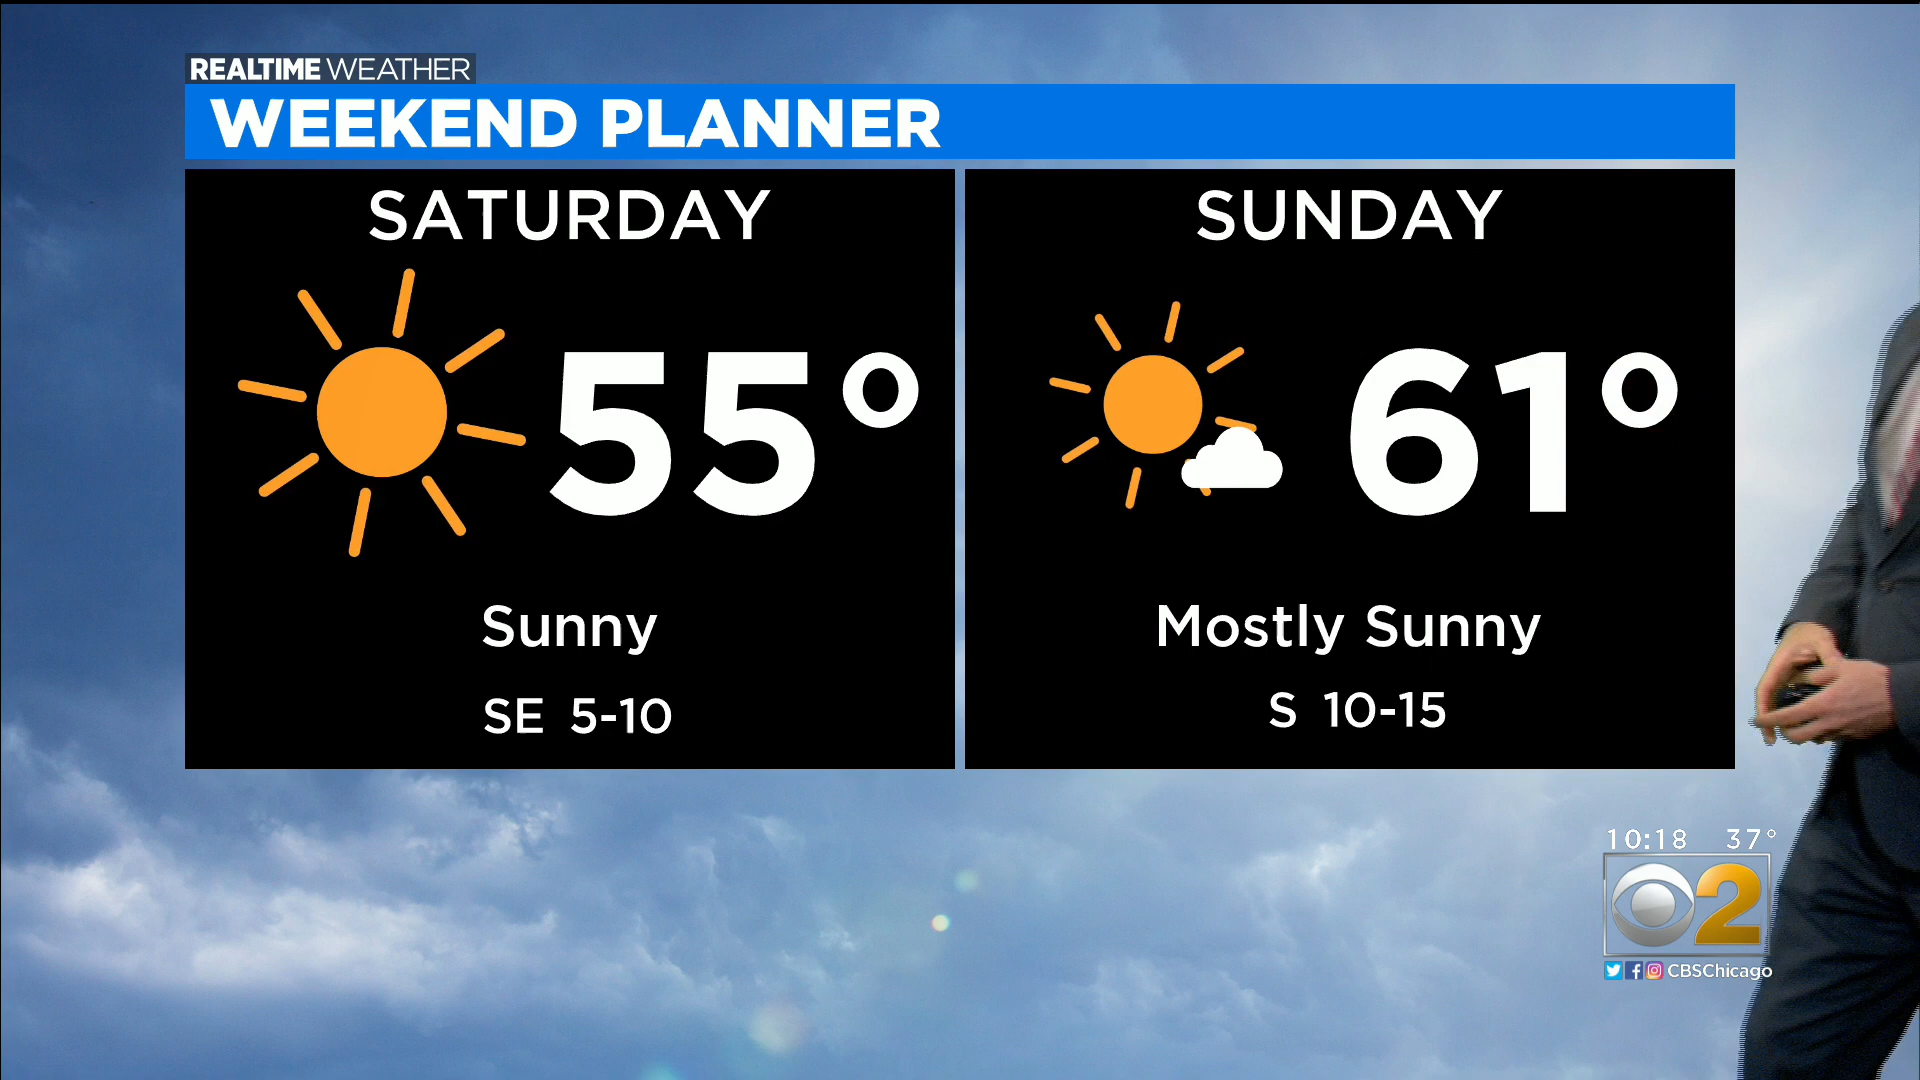 REALTIME WEATHER
WEEKEND PLANNER
SATURDAY
55°
Sunny
SE 5-10
SUNDAY
61°
Mostly Sunny
S 10-15
10:18 37°
2
CBSChicago